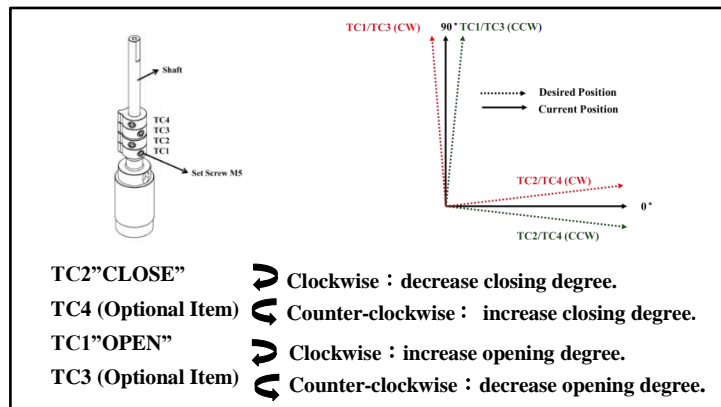 Shaft
TC4
TC3
TC2
TC1
Set Screw M5
TC1/TC3 (CW)
90° TC1/TC3 (CCW)
Desired Position
Current Position
TC2/TC4 (CW)
0°
TC2/TC4 (CCW)
TC2”CLOSE” Clockwise：decrease closing degree.
TC4 (Optional Item) Counter-clockwise： increase closing degree.
TC1”OPEN” Clockwise：increase opening degree.
TC3 (Optional Item) Counter-clockwise：decrease opening degree.